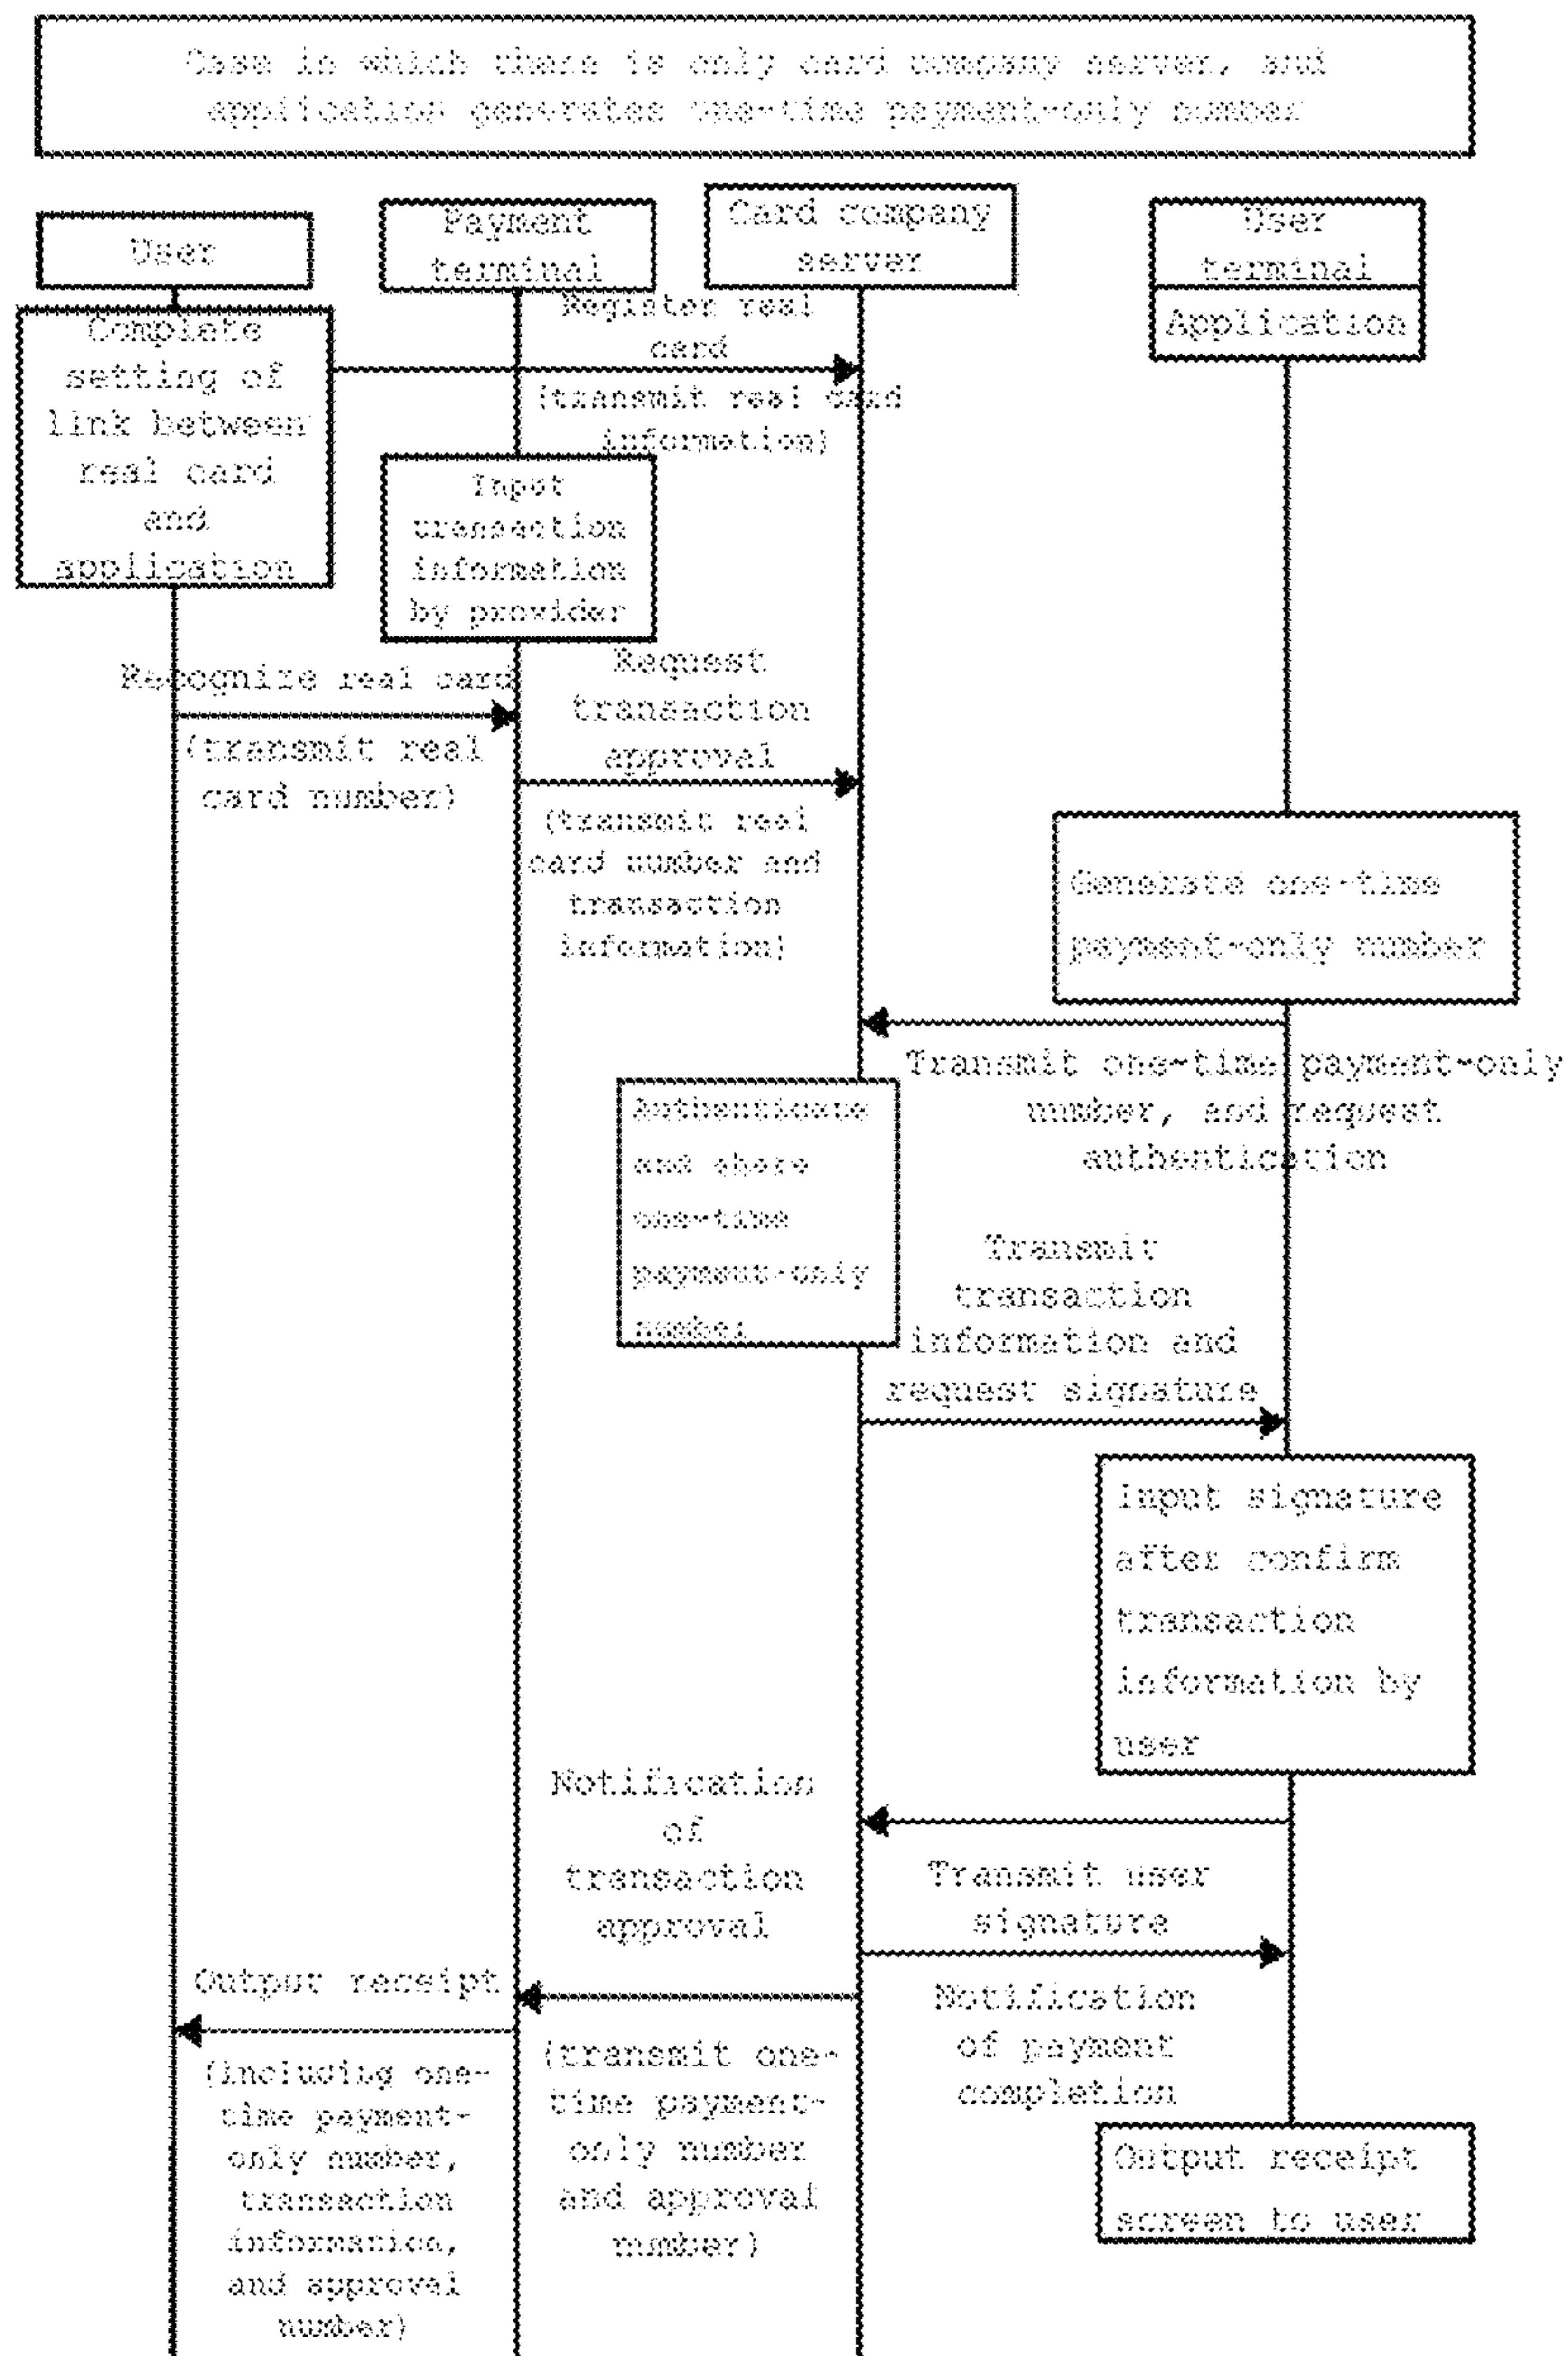 Case in which there is only card company server, and
application generates one-time payment-only number
User
Payment
terminal
Card company
server
User
terminal
Application
Complete
setting of
link between
real card
and
application
Register real
card
(transmit real card
information)
Input
transaction
information
by provider
Recognize real card
(transmit real
card number)
Request
transaction
approval
(transmit real
card number and
transaction
information)
Generate one-time
payment-only number
Transmit one-time payment-only
number, and request
authentication
Authenticate
and share
one-time
payment-only
number
Transmit
transaction
information and
request signature
Input signature
after confirm
transaction
information by
user
Notification
of
transaction
approval
Transmit user
signature
Output receipt
Notification
of payment
completion
(including one-
time payment-
only number,
transaction
information,
and approval
number)
(transmit one-
time payment-
only number
and approval
number)
Output receipt
screen to user